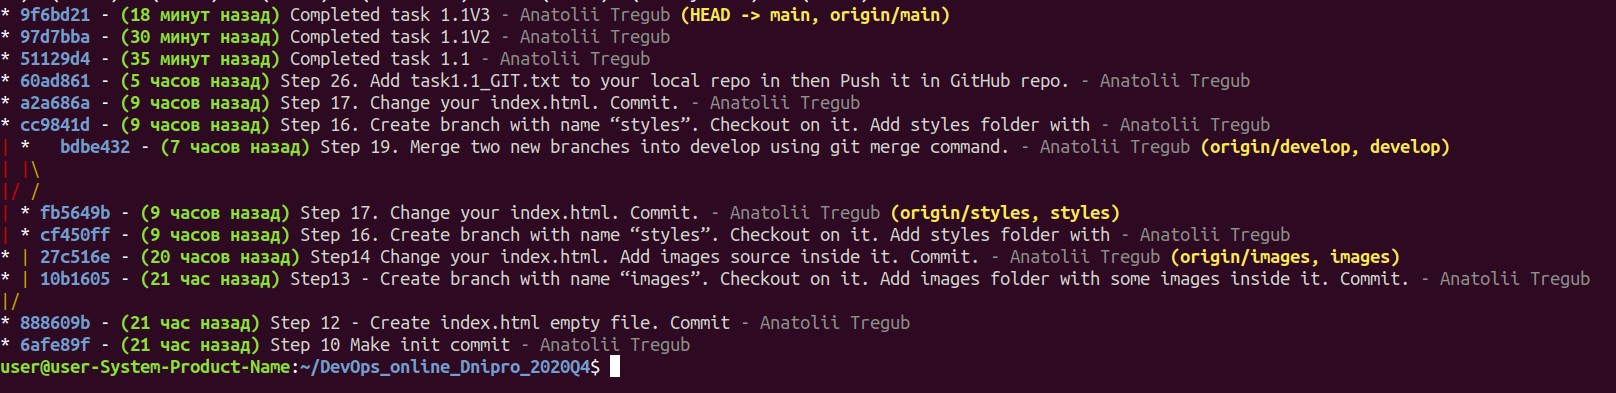 * 9f6bd21 - (18 минут назад) Completed task 1.1V3 - Anatolii Tregub (HEAD -> main, origin/main)
* 97d7bba - (30 минут назад) Completed task 1.1V2 - Anatolii Tregub
* 51129d4 - (35 минут назад) Completed task 1.1 - Anatolii Tregub
* 60ad861 - (5 часов назад) Step 26. Add task1.1_GIT.txt to your local repo in then Push it in GitHub repo. - Anatolii Tregub
* a2a686a - (9 часов назад) Step 17. Change your index.html. Commit. - Anatolii Tregub
* cc9841d - (9 часов назад) Step 16. Create branch with name “styles”. Checkout on it. Add styles folder with - Anatolii Tregub
| *   bdbe432 - (7 часов назад) Step 19. Merge two new branches into develop using git merge command. - Anatolii Tregub (origin/develop, develop)
| |\
|/ /
| * fb5649b - (9 часов назад) Step 17. Change your index.html. Commit. - Anatolii Tregub (origin/styles, styles)
| * cf450ff - (9 часов назад) Step 16. Create branch with name “styles”. Checkout on it. Add styles folder with - Anatolii Tregub
* | 27c516e - (20 часов назад) Step14 Change your index.html. Add images source inside it. Commit. - Anatolii Tregub (origin/images, images)
* | 10b1605 - (21 час назад) Step13 - Create branch with name “images”. Checkout on it. Add images folder with some images inside it. Commit. - Anatolii Tregub
|/
* 888609b - (21 час назад) Step 12 - Create index.html empty file. Commit - Anatolii Tregub
* 6afe89f - (21 час назад) Step 10 Make init commit - Anatolii Tregub
user@user-System-Product-Name:~/DevOps_online_Dnipro_2020Q4$